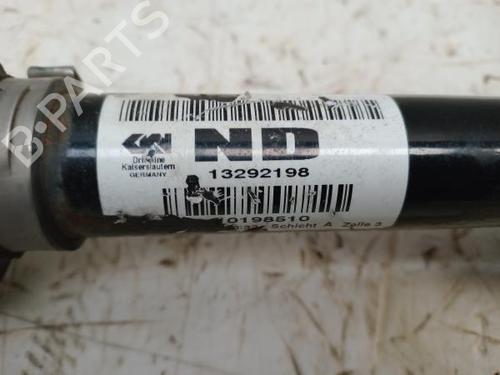 B-PARTS
ND
Driveline
Kaiserslautern
GERMANY
13292198
10198510
Schicht A Zelle 3